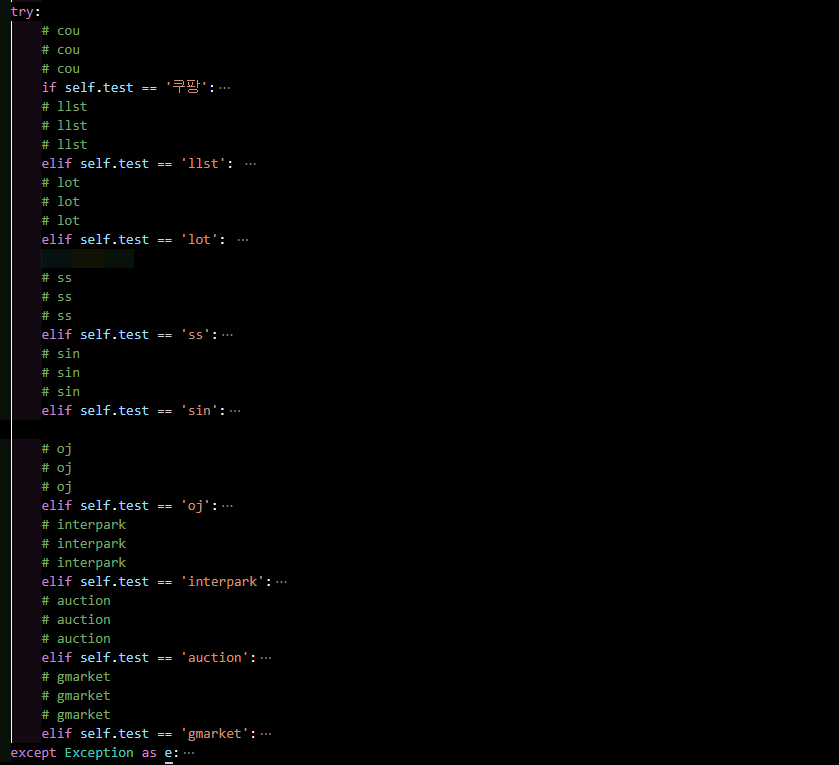 try:
# cou
# cou
# cou
if self.test == '쿠팡':···
# llst
# llst
# llst
elif self.test == 'llst': ···
# lot
# lot
# lot
elif self.test == 'lot': ···
# ss
# ss
# ss
elif self.test == 'ss':···
# sin
# sin
# sin
elif self.test == 'sin':···
# oj
# oj
# oj
elif self.test == 'oj':···
# interpark
# interpark
# interpark
elif self.test == 'interpark':···
# auction
# auction
# auction
elif self.test == 'auction':···
# gmarket
# gmarket
# gmarket
elif self.test == 'gmarket':···
except Exception as e:···